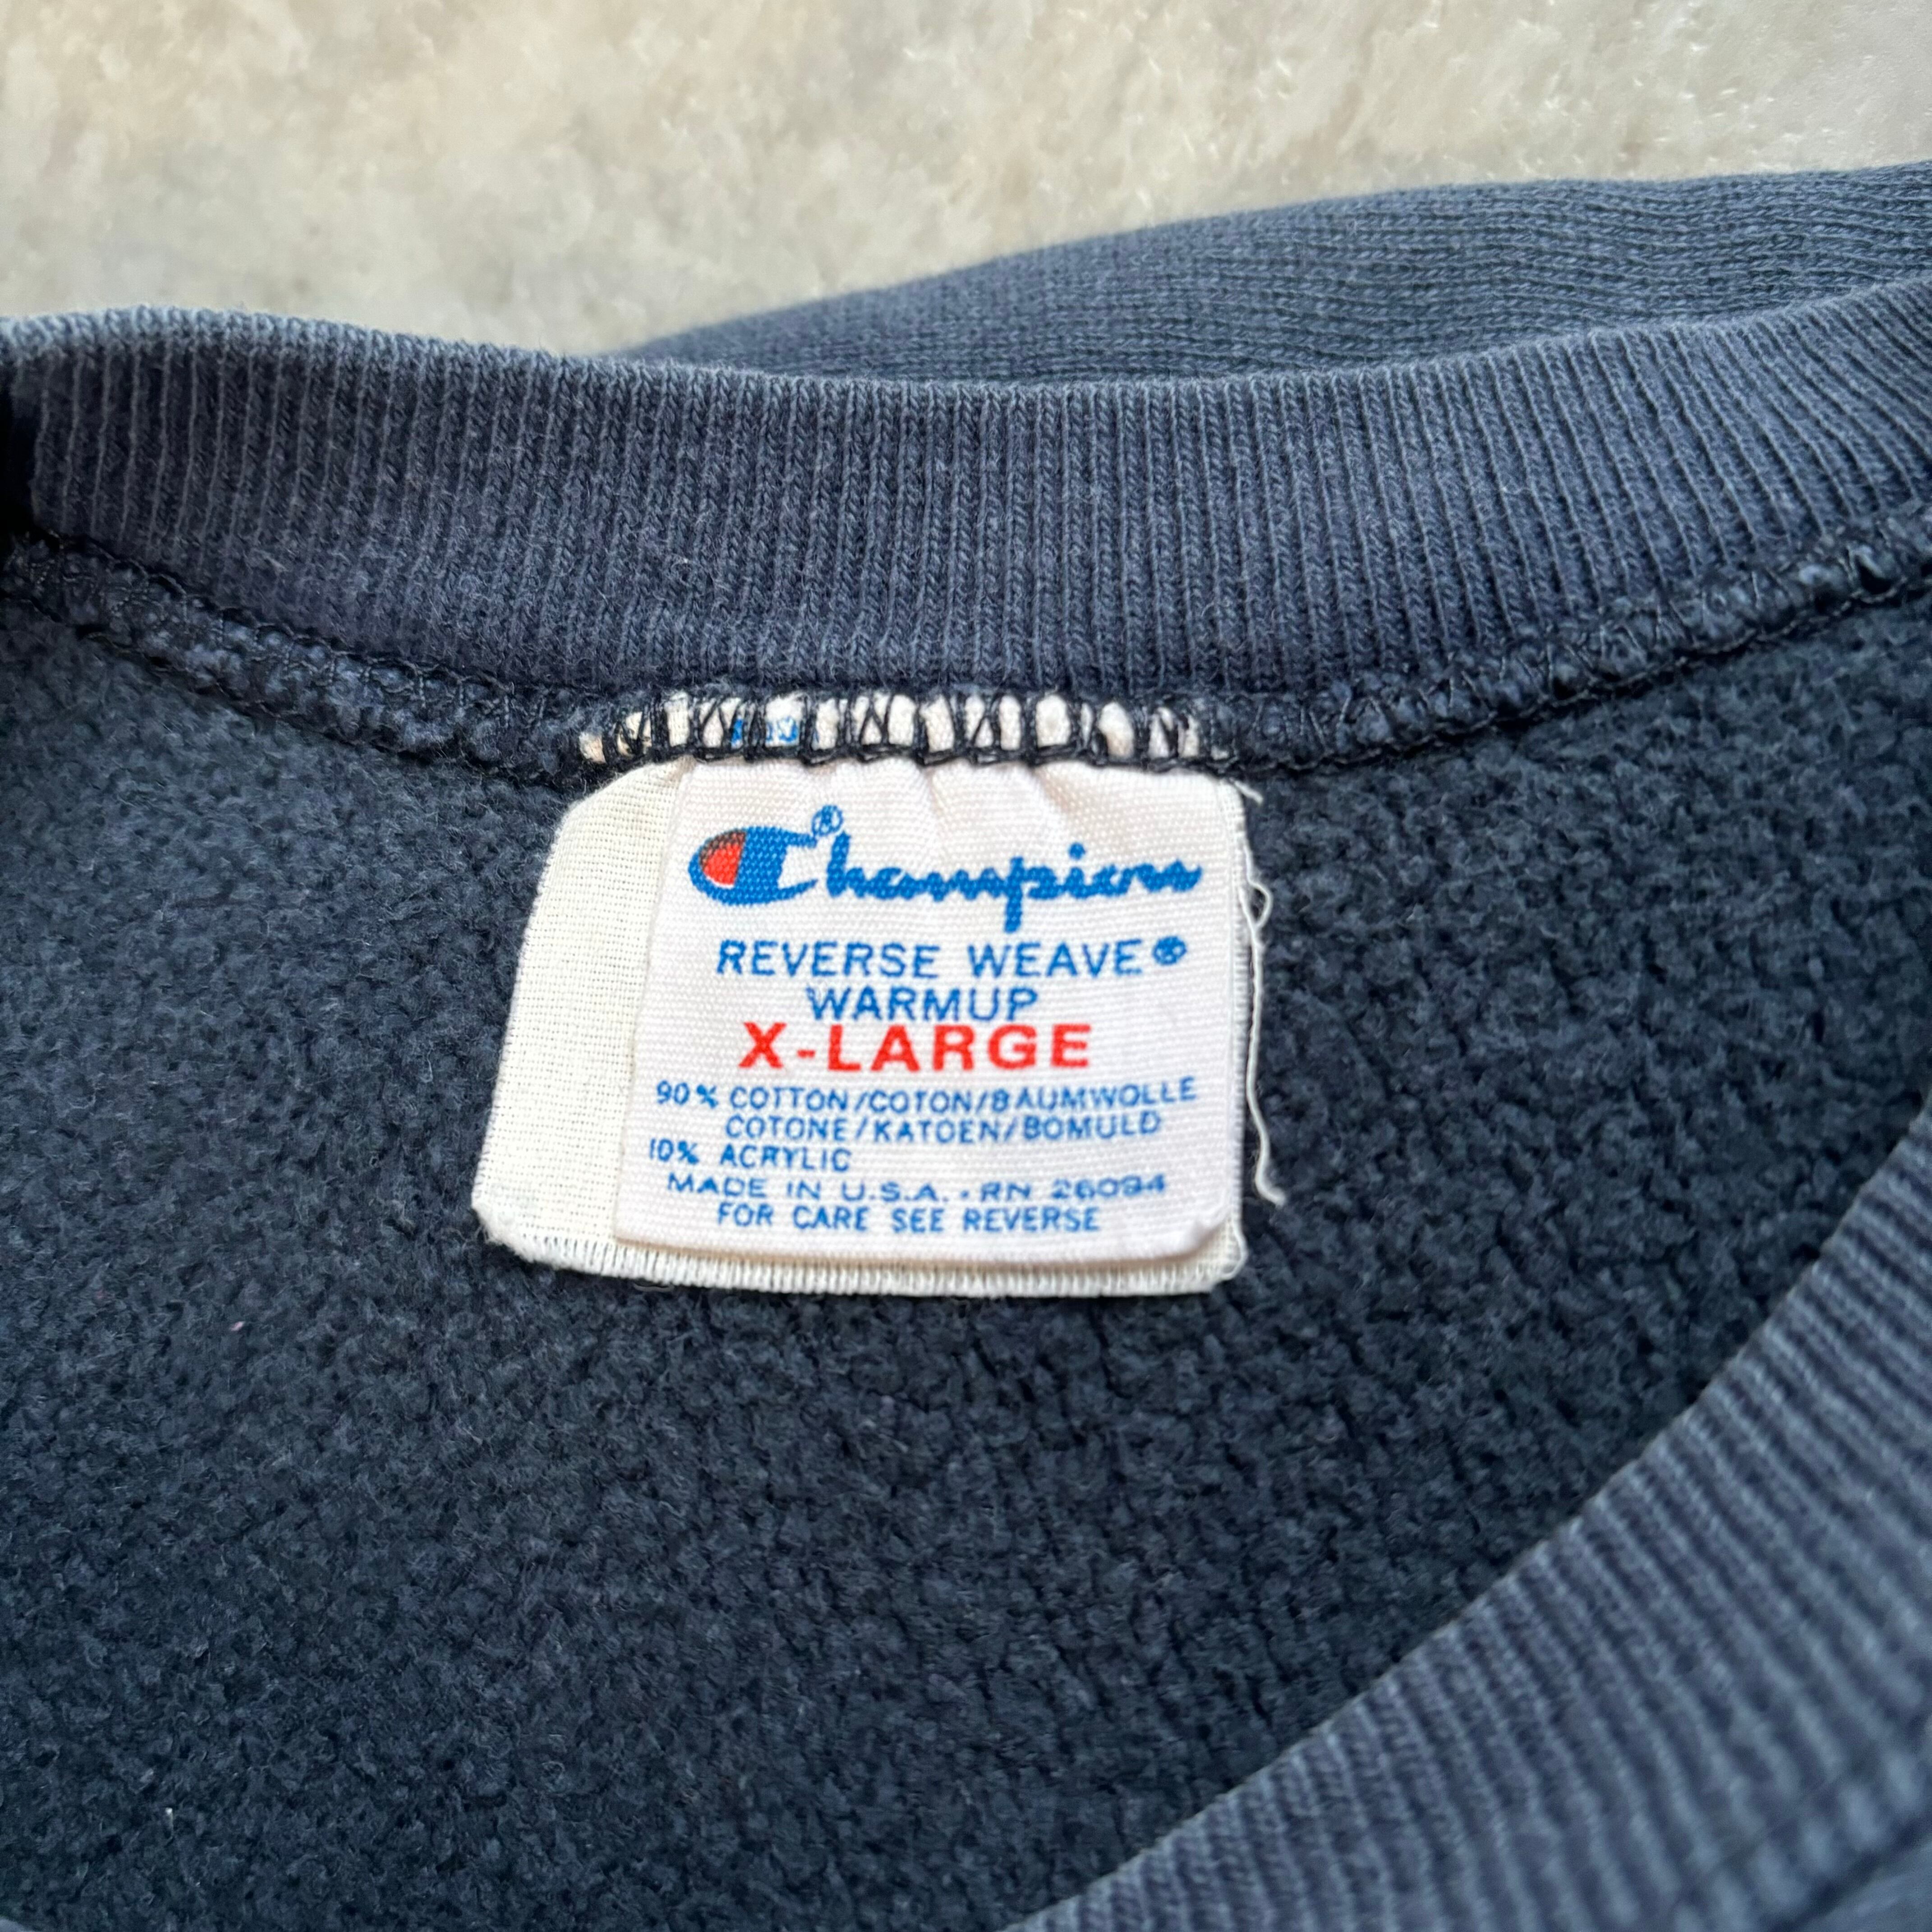 Champion®
REVERSE WEAVE®
WARMUP
X-LARGE
90% COTTON/COTON/BAUMWOLLE
COTONE/KATOEN/BOMULD
10% ACRYLIC
MADE IN U.S.A. · RN 26094
FOR CARE SEE REVERSE